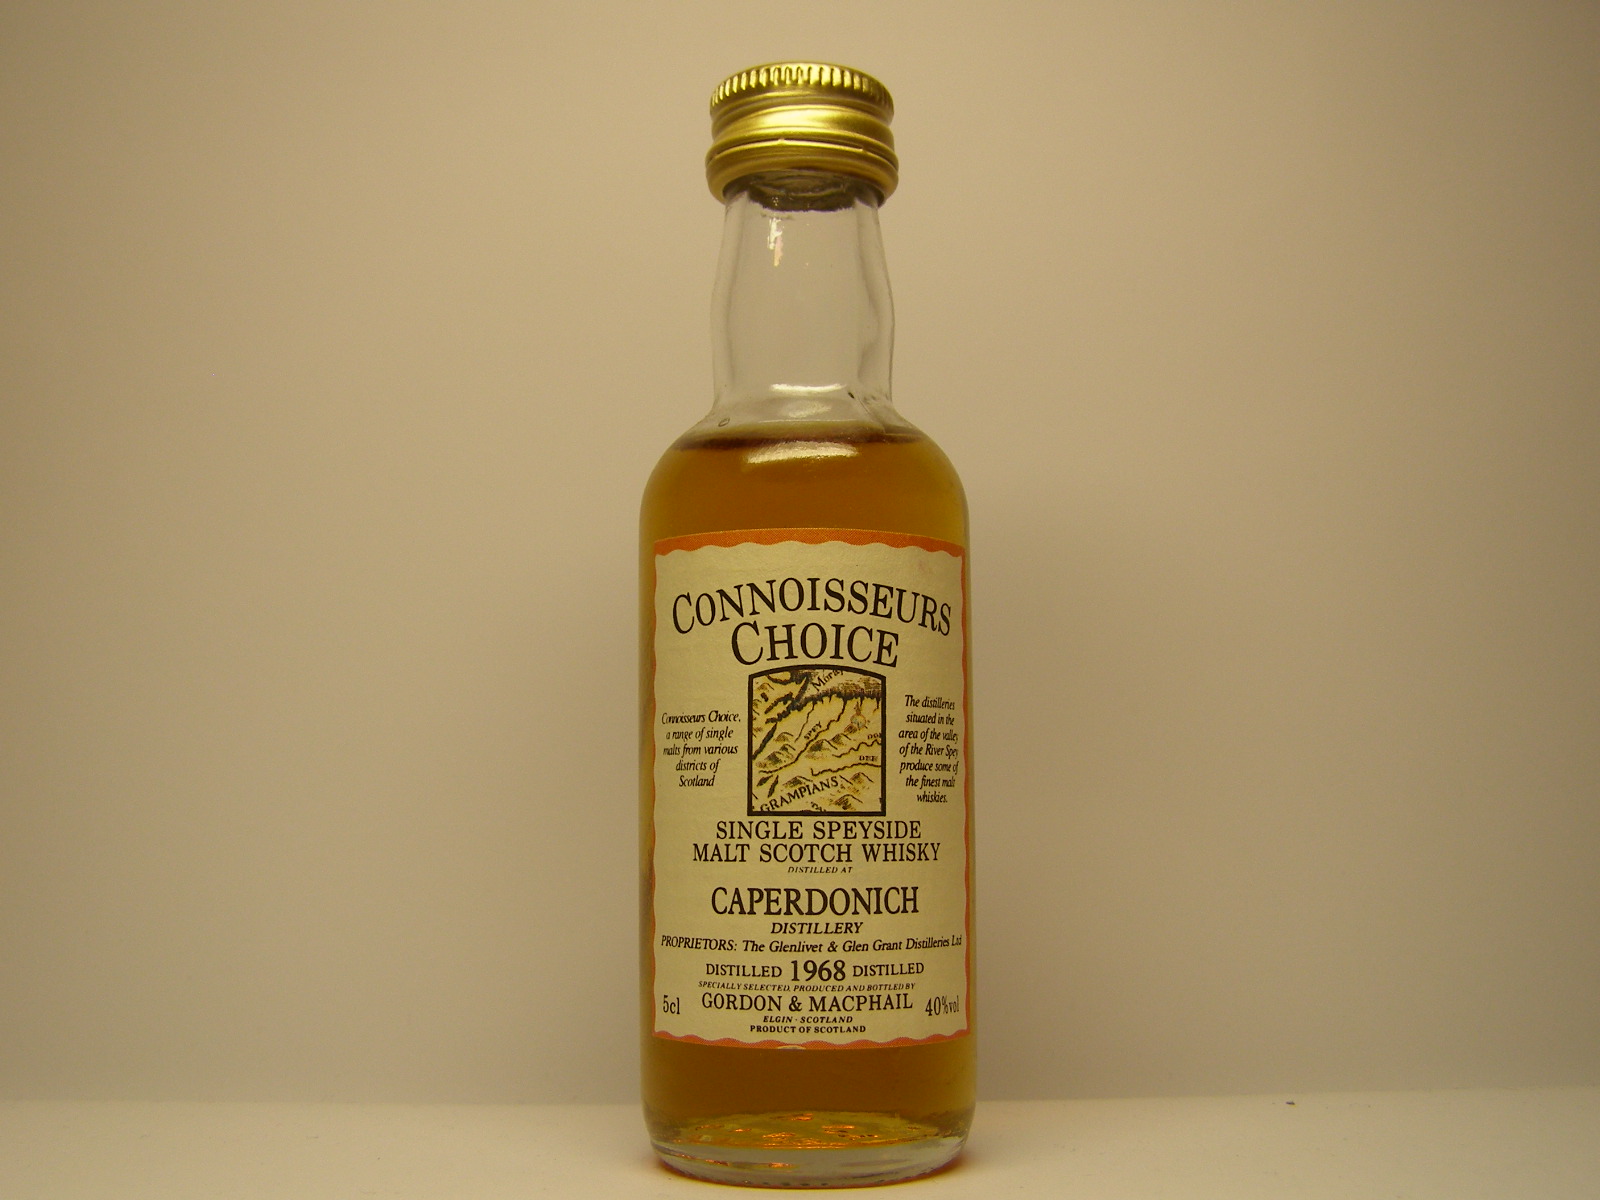 CONNOISSEURS
CHOICE
Connoisseurs Choice,
a range of single
malts from various
districts of
Scotland
Moray
SPEY
DEE
GRAMPIANS
The distilleries
situated in the
area of the valley
of the River Spey
produce some of
the finest malt
whiskies.
SINGLE SPEYSIDE
MALT SCOTCH WHISKY
DISTILLED AT
CAPERDONICH
DISTILLERY
PROPRIETORS: The Glenlivet & Glen Grant Distilleries Ltd
DISTILLED 1968 DISTILLED
SPECIALLY SELECTED, PRODUCED AND BOTTLED BY
5cl GORDON & MACPHAIL 40%vol
ELGIN · SCOTLAND
PRODUCT OF SCOTLAND